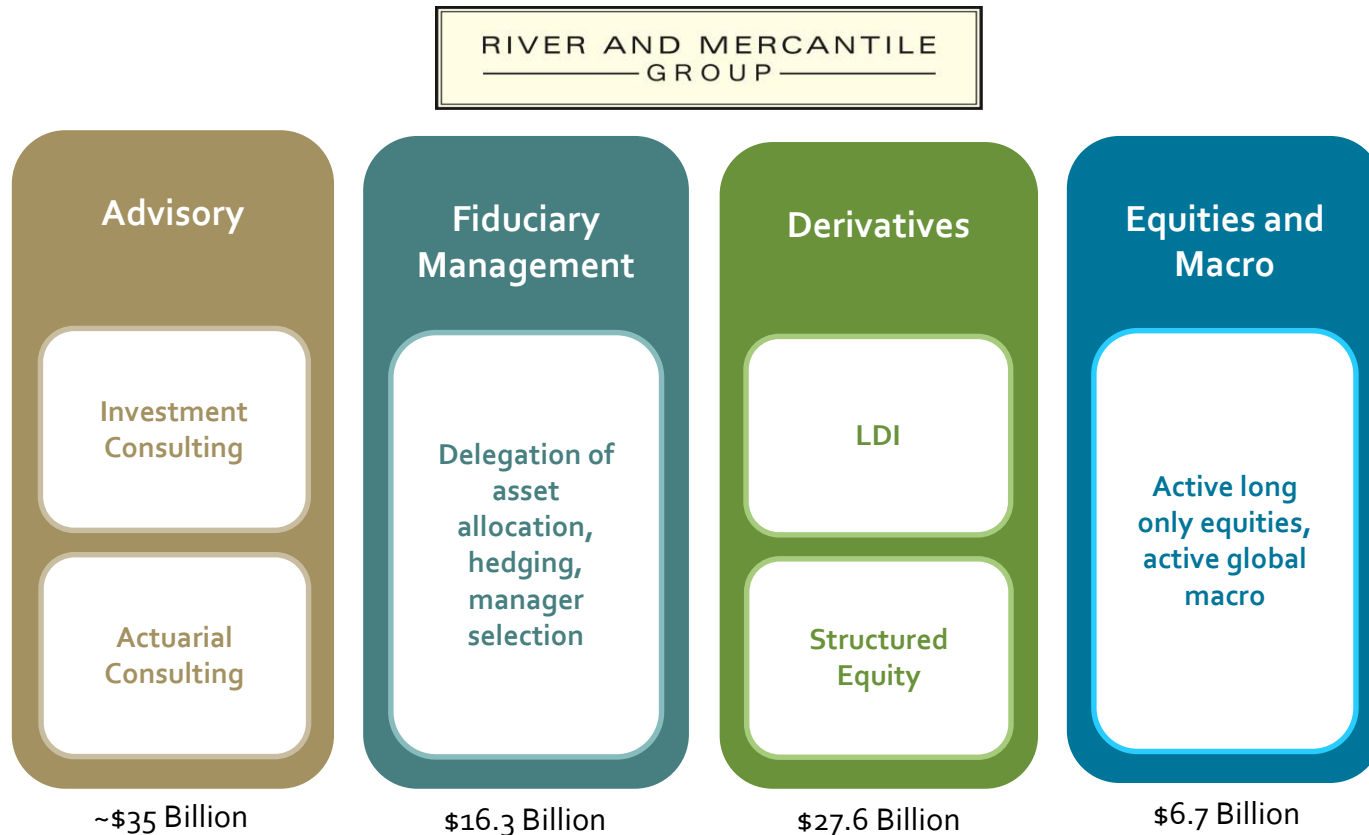 RIVER AND MERCANTILE
GROUP
Advisory
Investment
Consulting
Actuarial
Consulting
~$35 Billion
Fiduciary
Management
Delegation of
asset
allocation,
hedging,
manager
selection
$16.3 Billion
Derivatives
LDI
Structured
Equity
$27.6 Billion
Equities and
Macro
Active long
only equities,
active global
macro
$6.7 Billion